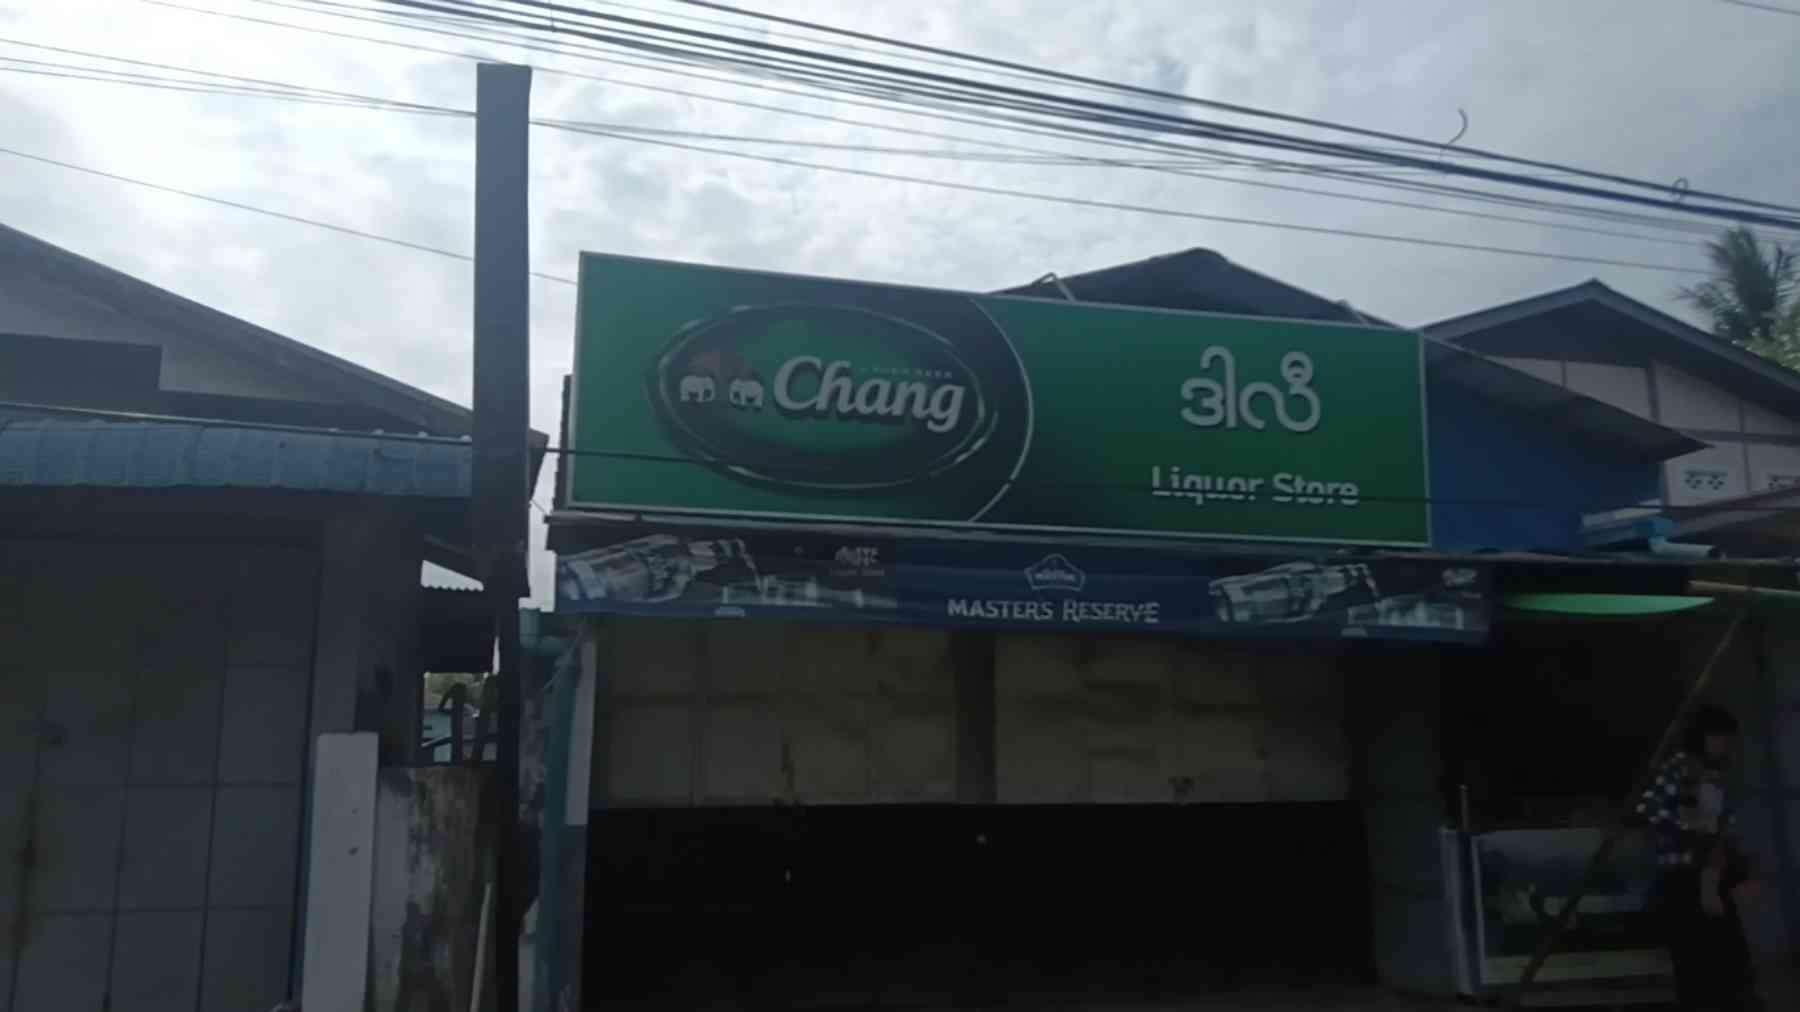 Chang
ဒါလီ
Liquor Store
MASTERS RESERVE